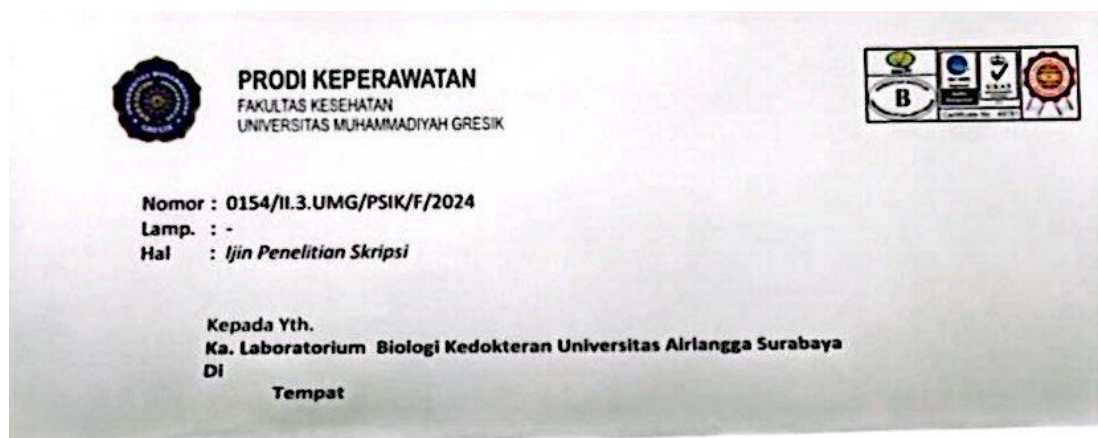 PRODI KEPERAWATAN
FAKULTAS KESEHATAN
UNIVERSITAS MUHAMMADIYAH GRESIK
B
Nomor : 0154/II.3.UMG/PSIK/F/2024
Lamp. : -
Hal : Ijin Penelitian Skripsi
Kepada Yth.
Ka. Laboratorium Biologi Kedokteran Universitas Airlangga Surabaya
Di
Tempat